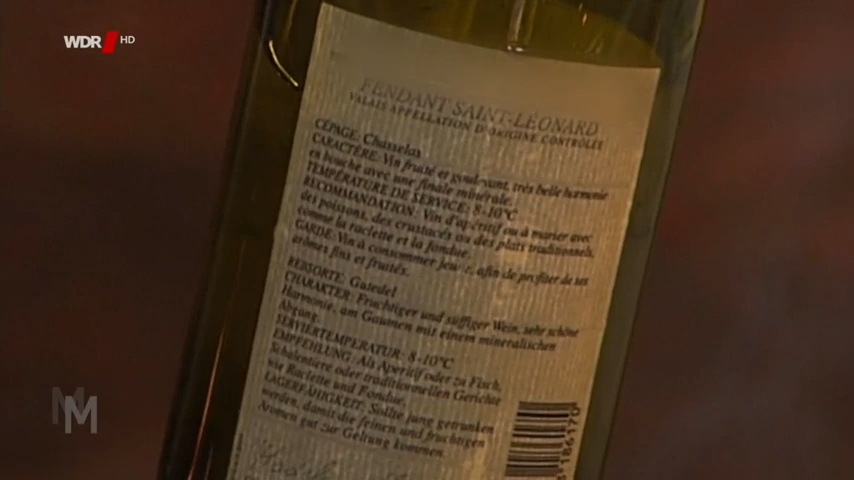 WDR HD
FENDANT SAINT-LÉONARD
VALAIS APPELLATION D'ORIGINE CONTRÔLÉE
CÉPAGE: Chasselas
CARACTÈRE: Vin fruité et gouleyant, très belle harmonie
en bouche avec une finale minérale.
TEMPÉRATURE DE SERVICE: 8-10°C
RECOMMANDATION: Vin d'apéritif ou à marier avec
des poissons, des crustacés ou des plats traditionnels,
comme la raclette et la fondue.
GARDE: Vin à consommer jeune, afin de profiter de ses
arômes fins et fruités.
REBSORTE: Gutedel
CHARAKTER: Fruchtiger und süffiger Wein, sehr schöne
Harmonie, am Gaumen mit einem mineralischen
Abgang.
SERVIERTEMPERATUR: 8-10°C
EMPFEHLUNG: Als Aperitif oder zu Fisch,
Schalentiere oder traditionnellen Gerichte
wie Raclette und Fondue.
LAGERFÄHIGKEIT: Sollte jung getrunken
werden, damit die feinen und fruchtigen
Aromen gut zur Geltung kommen.
186170
M